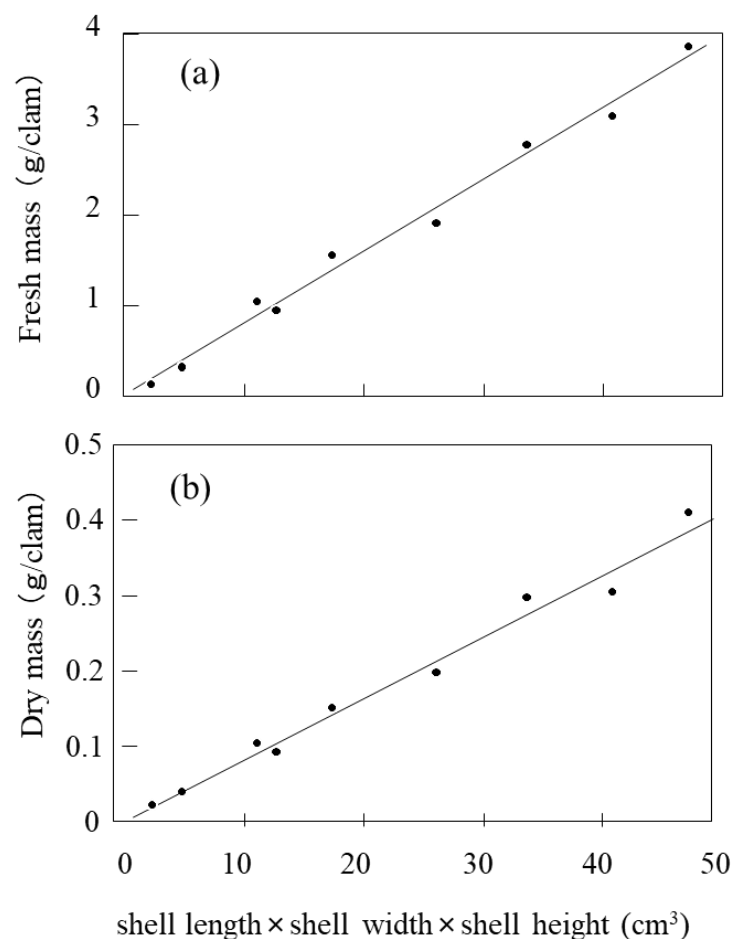 4
(a)
3
2
1
0
Fresh mass (g/clam)
0.5
(b)
0.4
0.3
0.2
0.1
0
Dry mass (g/clam)
0 10 20 30 40 50
shell length×shell width×shell height (cm³)